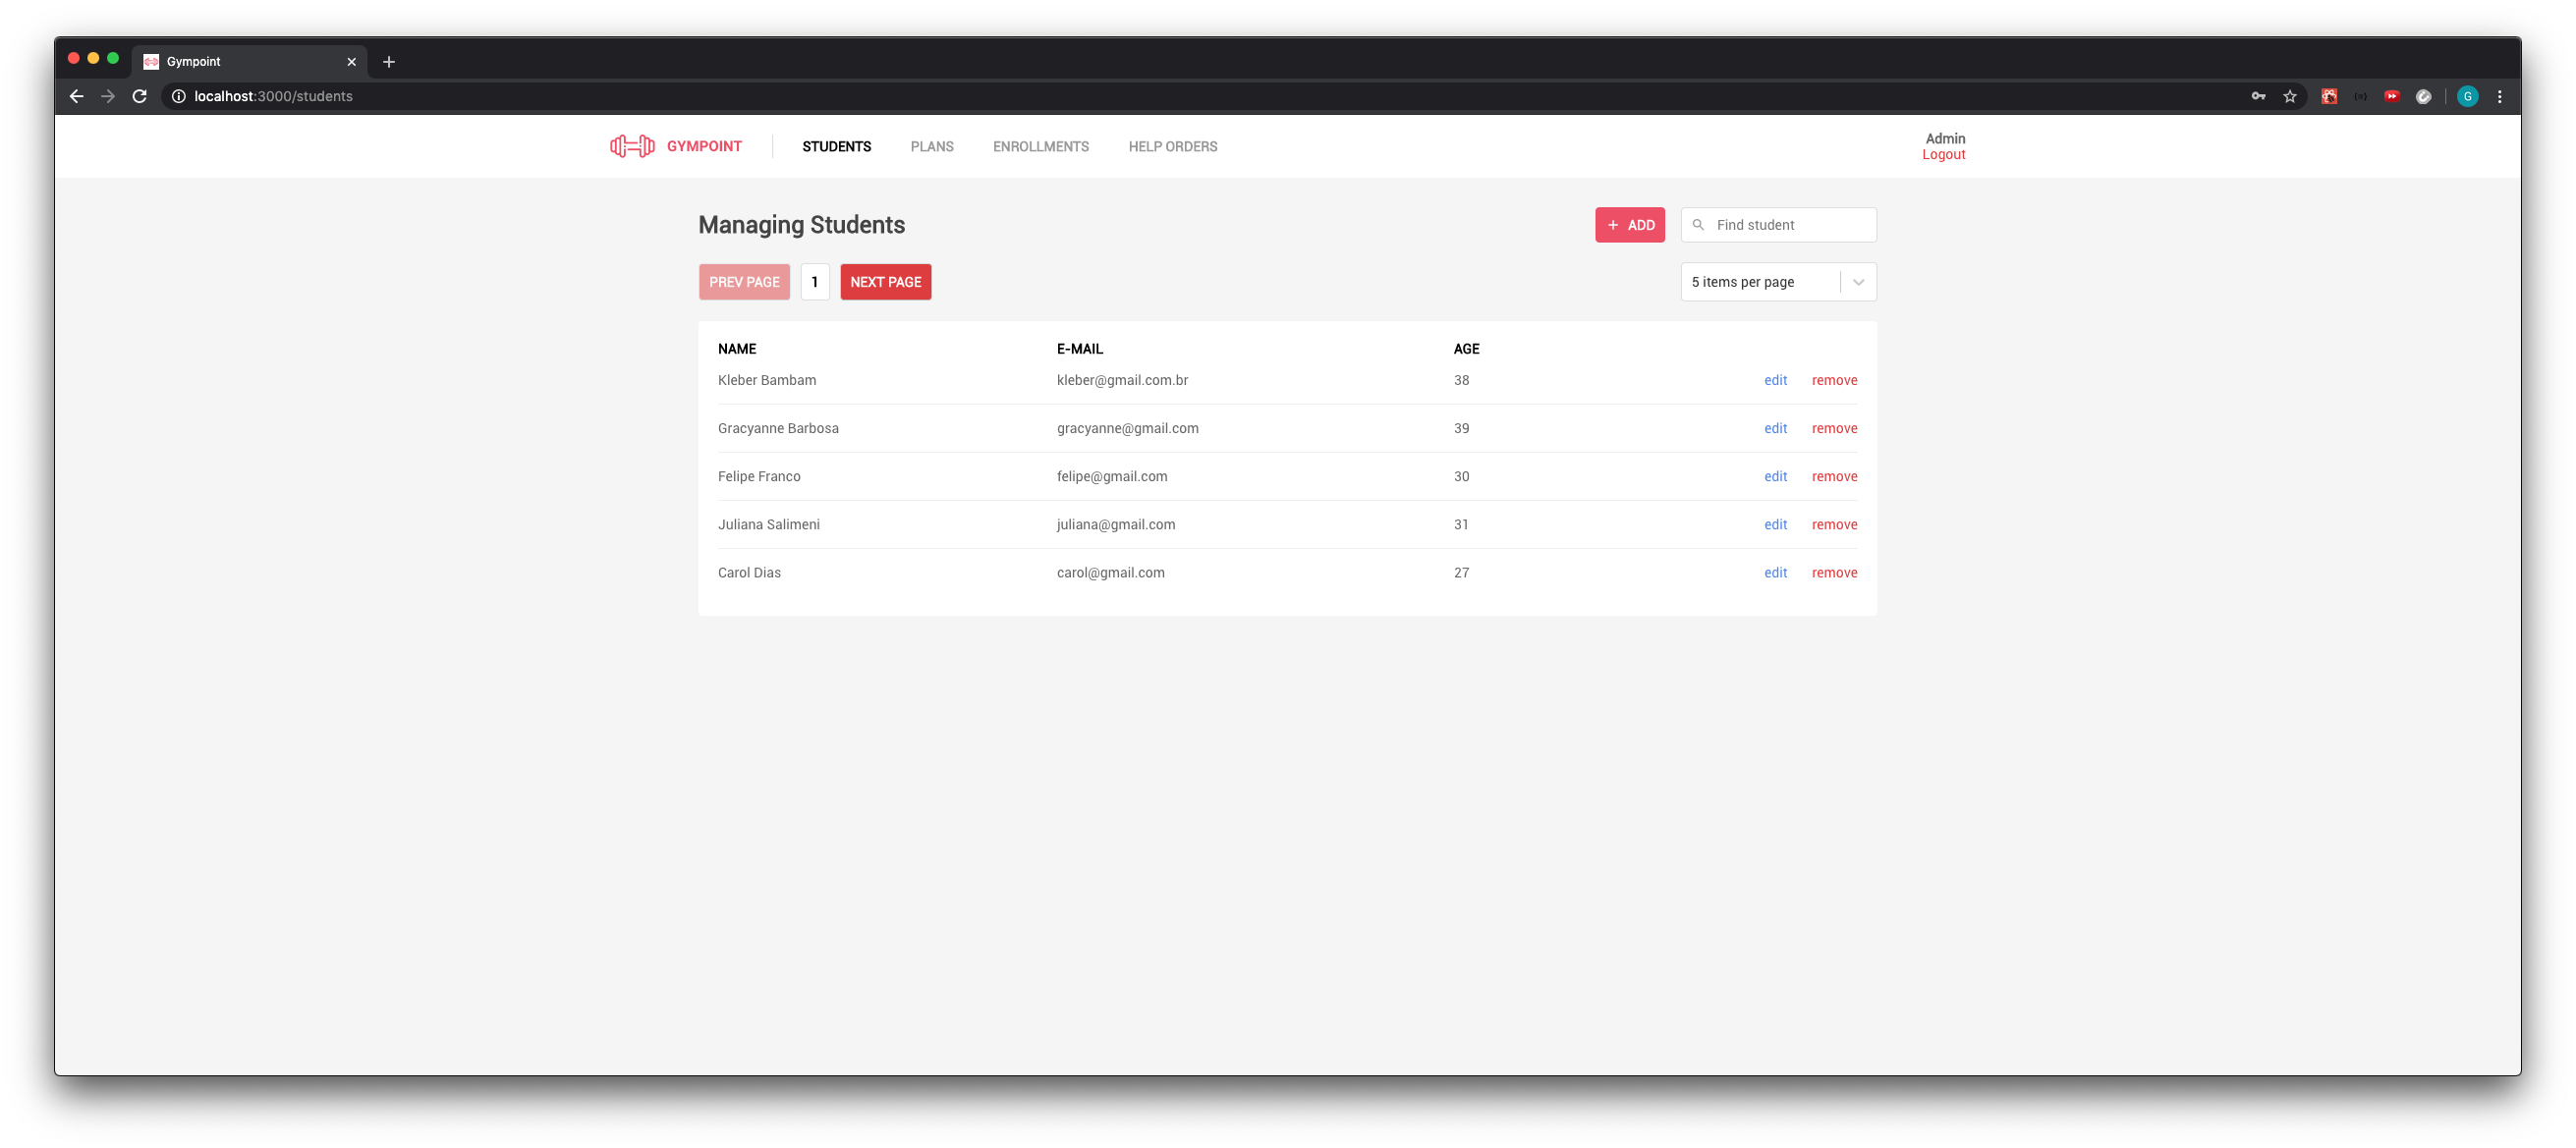 Gympoint
localhost:3000/students
G
GYMPOINT STUDENTS PLANS ENROLLMENTS HELP ORDERS
Admin
Logout
Managing Students
+ ADD
Find student
PREV PAGE 1 NEXT PAGE
5 items per page
NAME E-MAIL AGE
Kleber Bambam kleber@gmail.com.br 38 edit remove
Gracyanne Barbosa gracyanne@gmail.com 39 edit remove
Felipe Franco felipe@gmail.com 30 edit remove
Juliana Salimeni juliana@gmail.com 31 edit remove
Carol Dias carol@gmail.com 27 edit remove